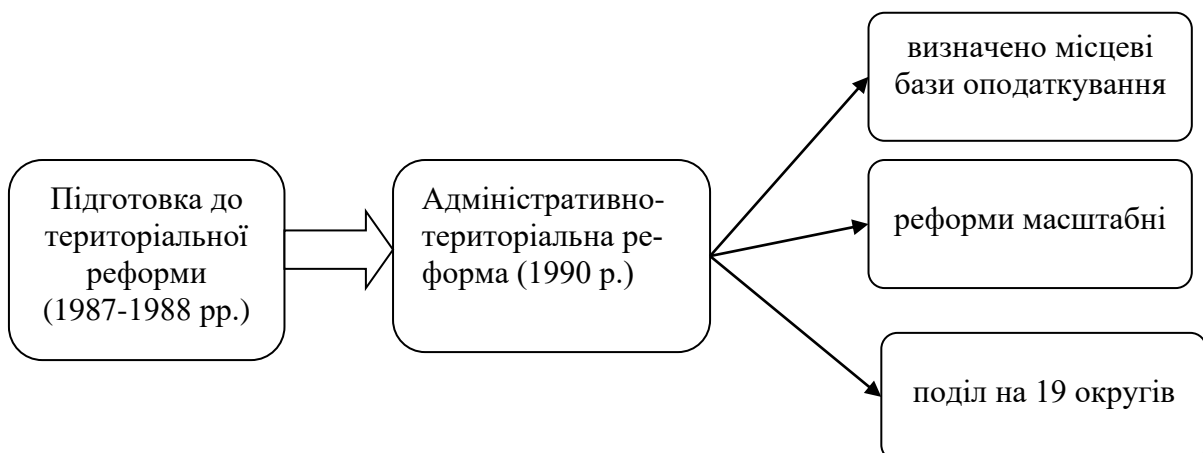 Підготовка до
територіальної
реформи
(1987-1988 рр.)
Адміністративно-
територіальна ре-
форма (1990 р.)
визначено місцеві
бази оподаткування
реформи масштабні
поділ на 19 округів